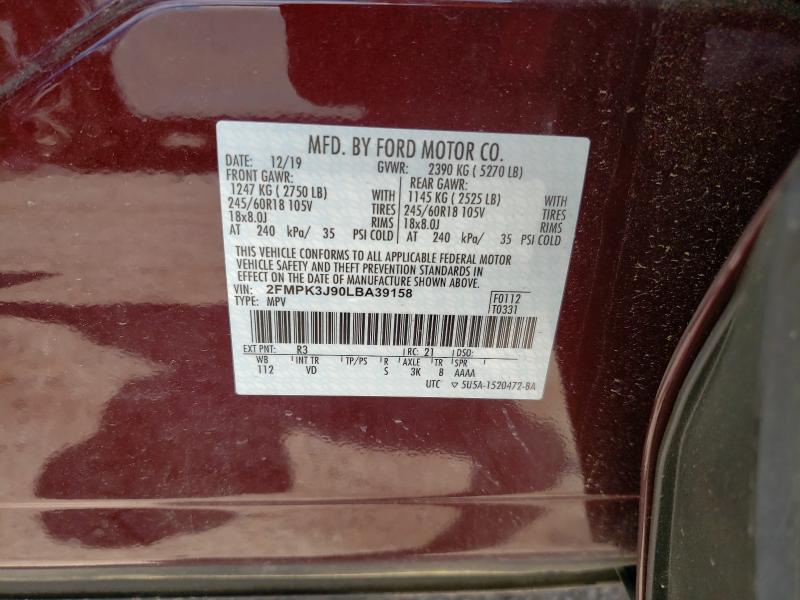 MFD. BY FORD MOTOR CO.
DATE: 12/19 GVWR: 2390 KG ( 5270 LB)
FRONT GAWR: REAR GAWR:
1247 KG ( 2750 LB) WITH 1145 KG ( 2525 LB) WITH
245/60R18 105V TIRES 245/60R18 105V TIRES
18x8.0J RIMS 18x8.0J RIMS
AT 240 kPa/ 35 PSI COLD AT 240 kPa/ 35 PSI COLD
THIS VEHICLE CONFORMS TO ALL APPLICABLE FEDERAL MOTOR
VEHICLE SAFETY AND THEFT PREVENTION STANDARDS IN
EFFECT ON THE DATE OF MANUFACTURE SHOWN ABOVE.
VIN: 2FMPK3J90LBA39158 F0112
TYPE: MPV T0331
EXT PNT: R3 RC: 21 DSO:
WB INT TR TP/PS R AXLE TR SPR
112 VD S 3K 8 AAAA
UTC ▽ 5U5A-1520472-BA